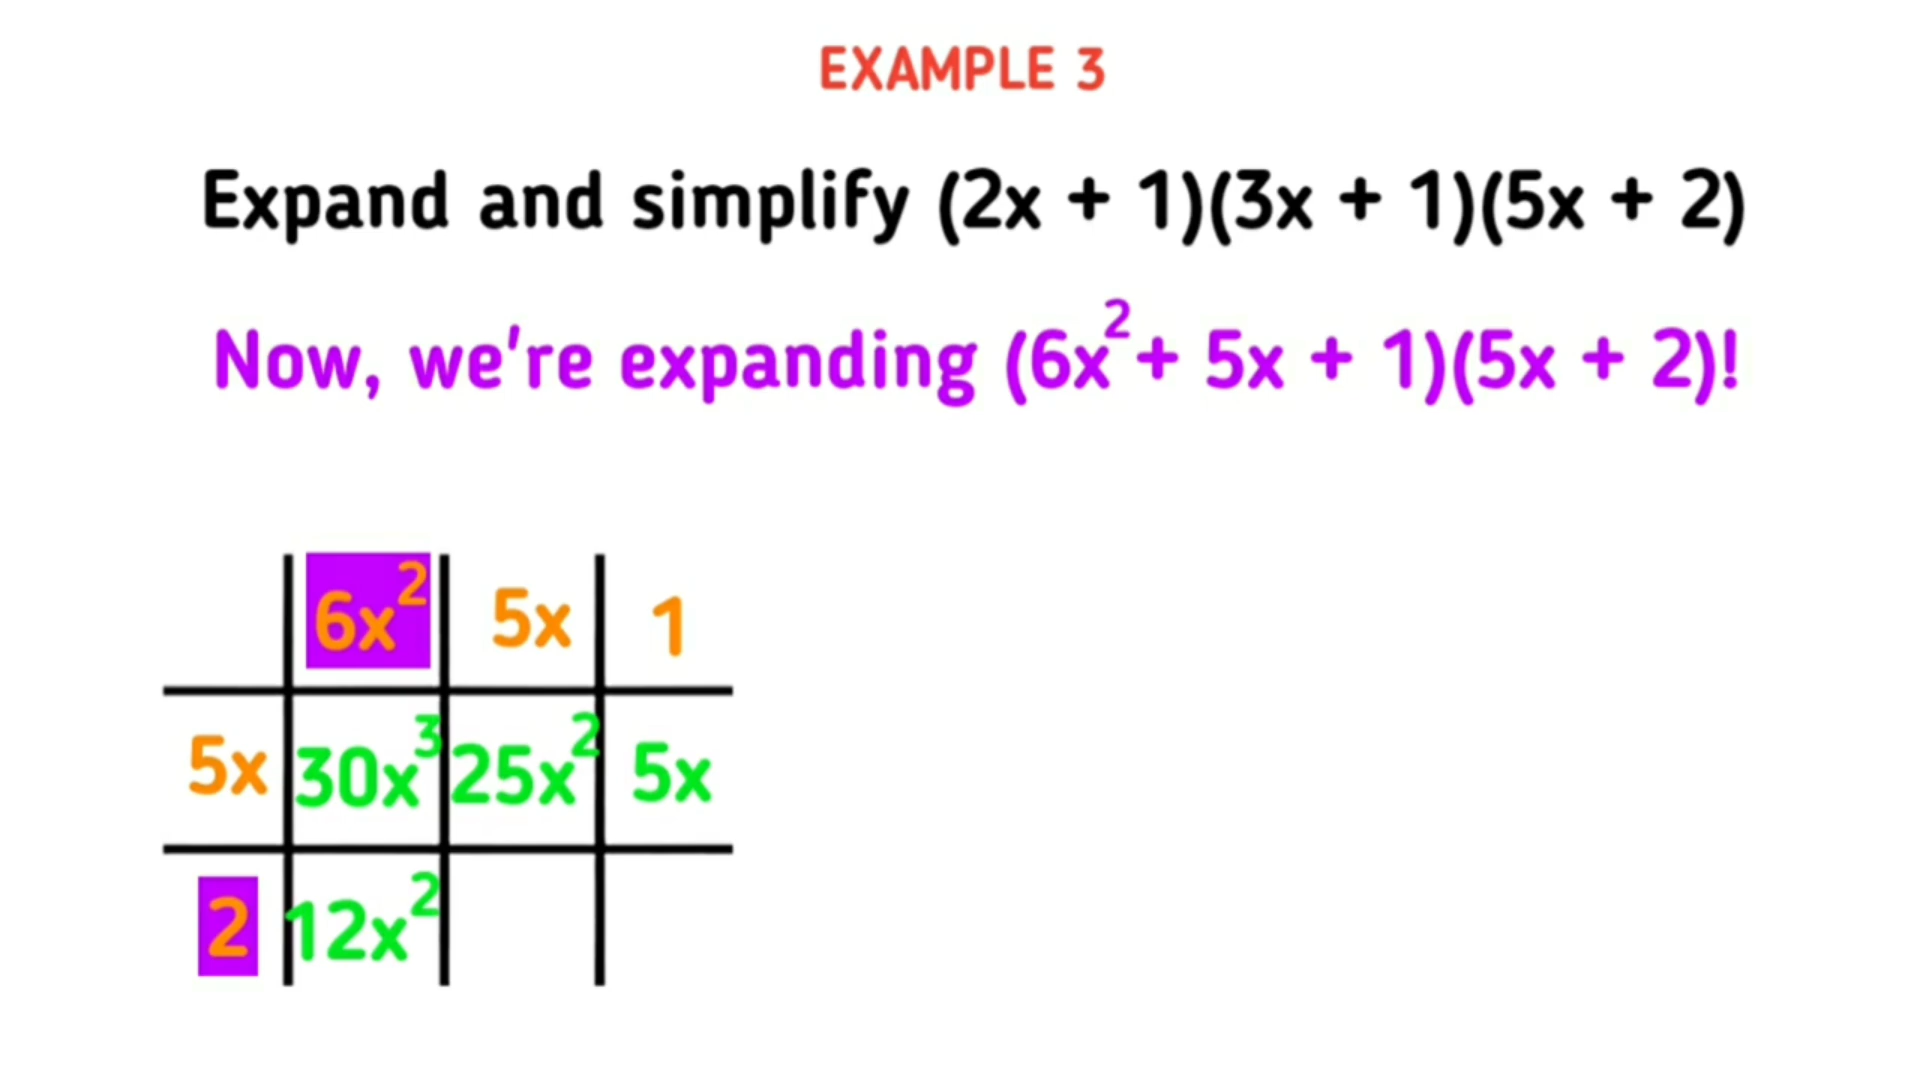 EXAMPLE 3
Expand and simplify (2x + 1)(3x + 1)(5x + 2)
Now, we're expanding (6x² + 5x + 1)(5x + 2)!
6x² 5x 1
5x 30x³ 25x² 5x
2 12x²